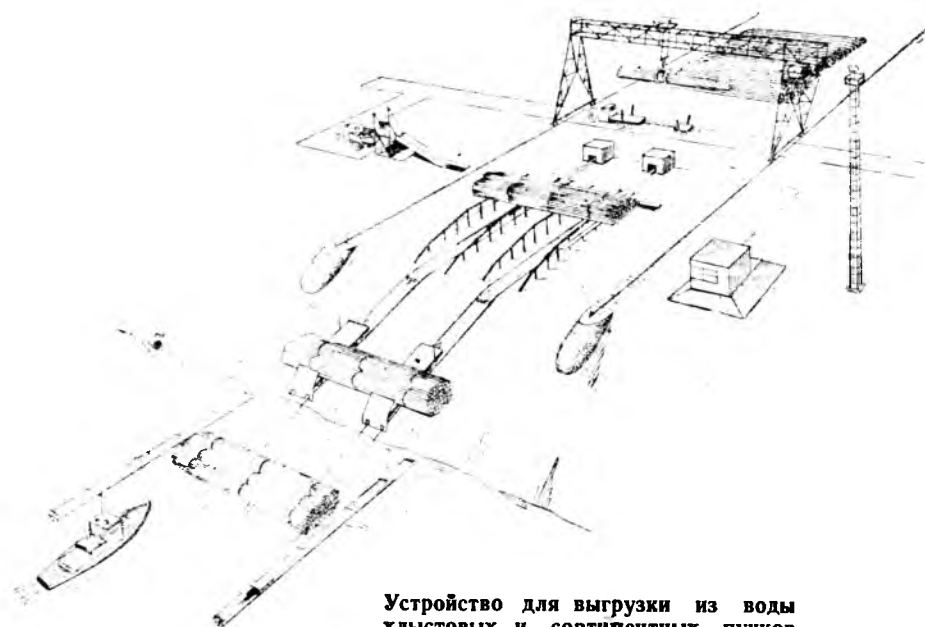 Устройство для выгрузки из воды
хлыстовых и сортиментных пучков